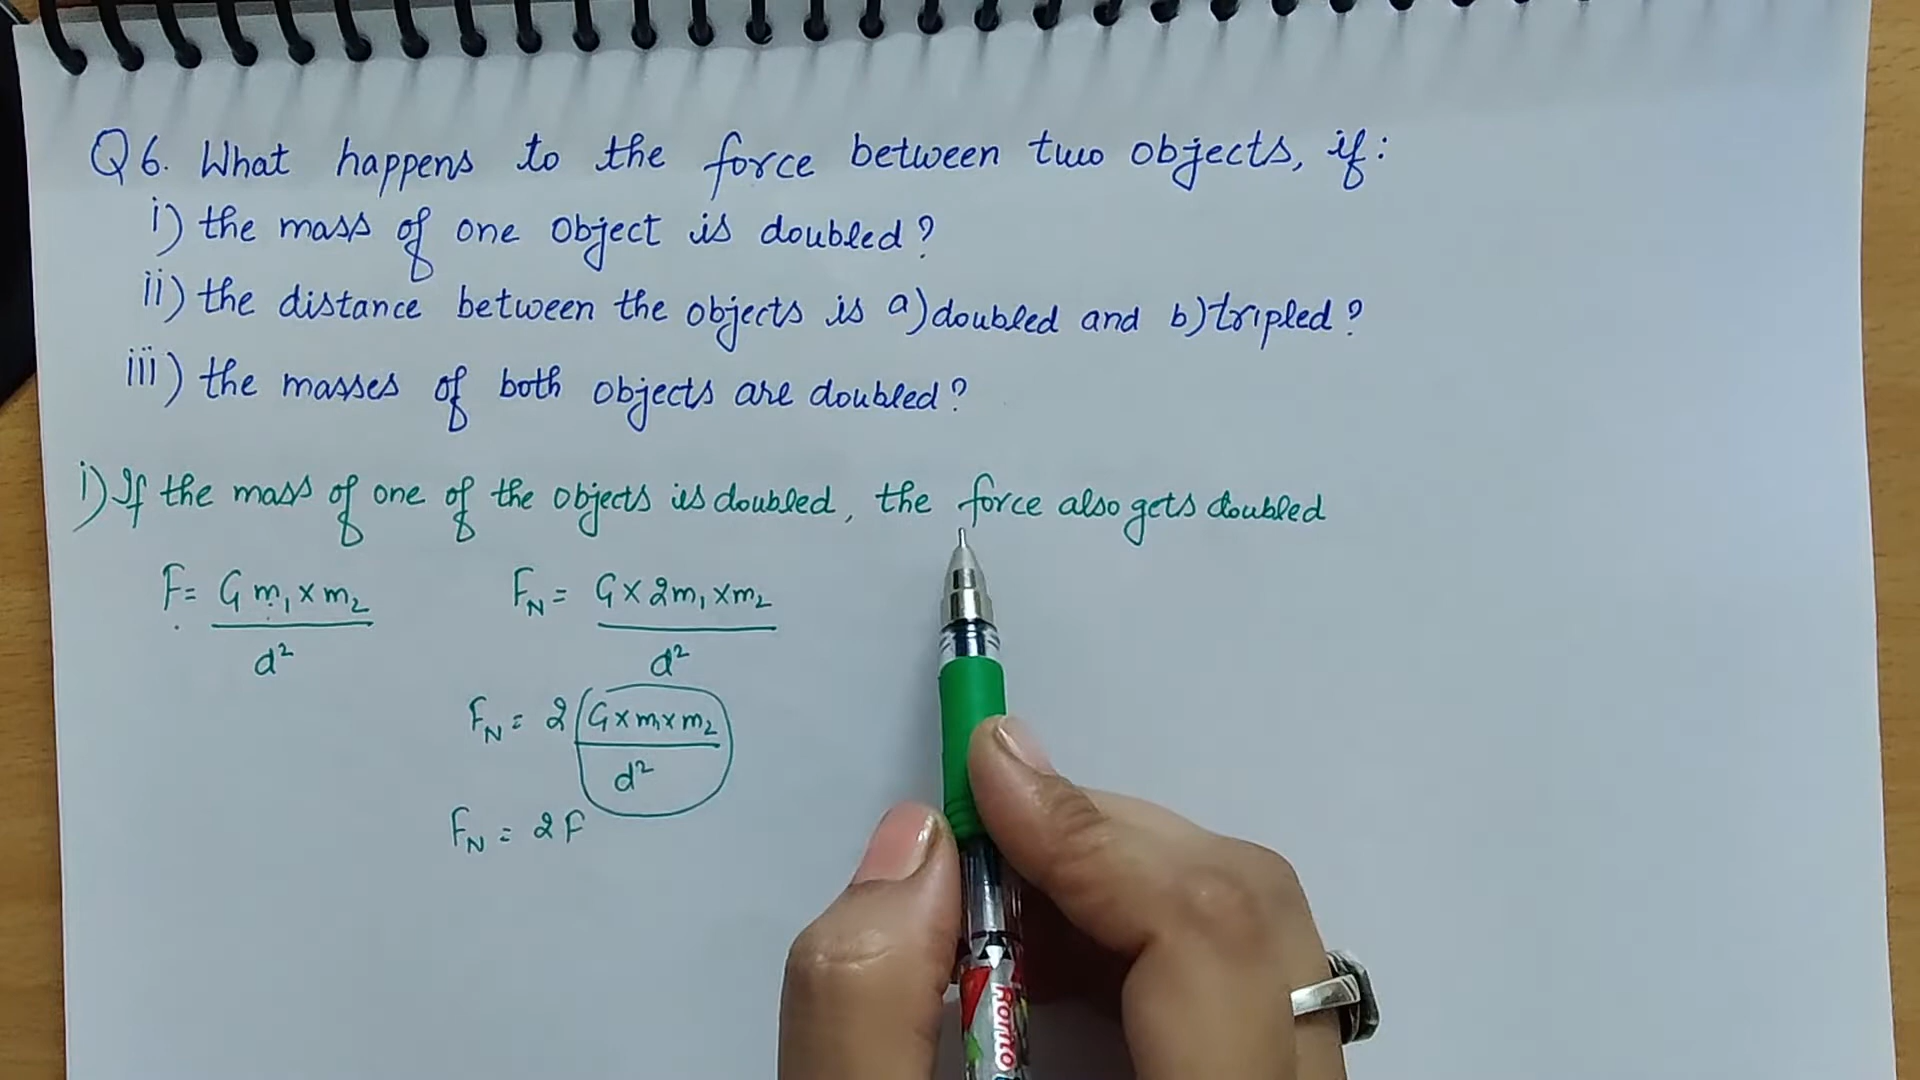 Q6. What happens to the force between two objects, if:
i) the mass of one object is doubled?
ii) the distance between the objects is a) doubled and b) tripled?
iii) the masses of both objects are doubled?
i) If the mass of one of the objects is doubled, the force also gets doubled
F = G m₁ × m₂ / d²
F_N = G × 2m₁ × m₂ / d²
F_N = 2 (G × m₁ × m₂ / d²)
F_N = 2F
Rorito